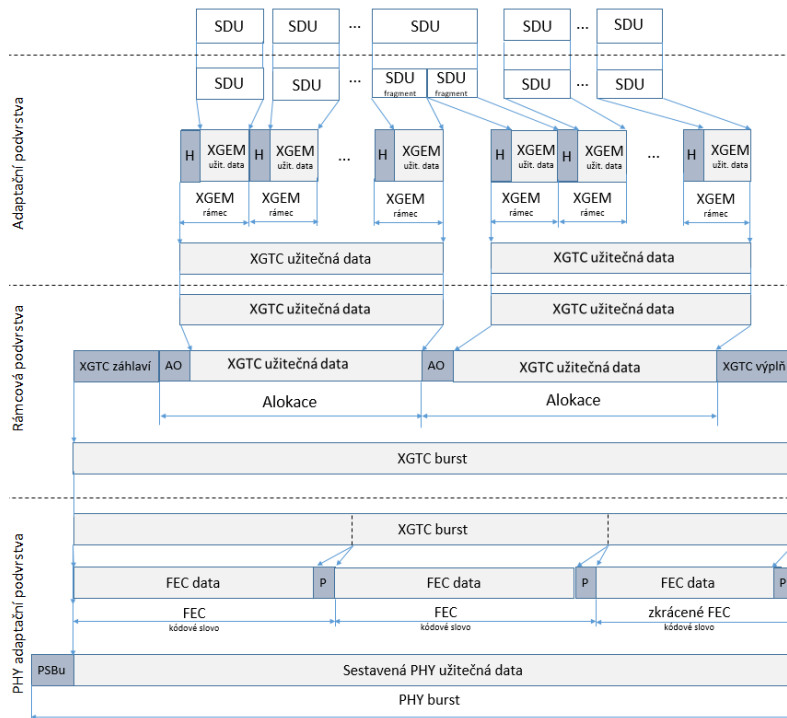 SDU SDU ... SDU SDU ... SDU
Adaptační podvrstva
SDU SDU ... SDU SDU SDU ... SDU
fragment fragment
H XGEM H XGEM ... H XGEM H XGEM H XGEM ... H XGEM
užit. data užit. data užit. data užit. data užit. data užit. data
XGEM XGEM XGEM XGEM XGEM XGEM
rámec rámec rámec rámec rámec rámec
XGTC užitečná data XGTC užitečná data
Rámcová podvrstva
XGTC užitečná data XGTC užitečná data
XGTC záhlaví AO XGTC užitečná data AO XGTC užitečná data XGTC výplň
Alokace Alokace
XGTC burst
PHY adaptační podvrstva
XGTC burst
FEC data P FEC data P FEC data P
FEC FEC zkrácené FEC
kódové slovo kódové slovo kódové slovo
PSBu Sestavená PHY užitečná data
PHY burst